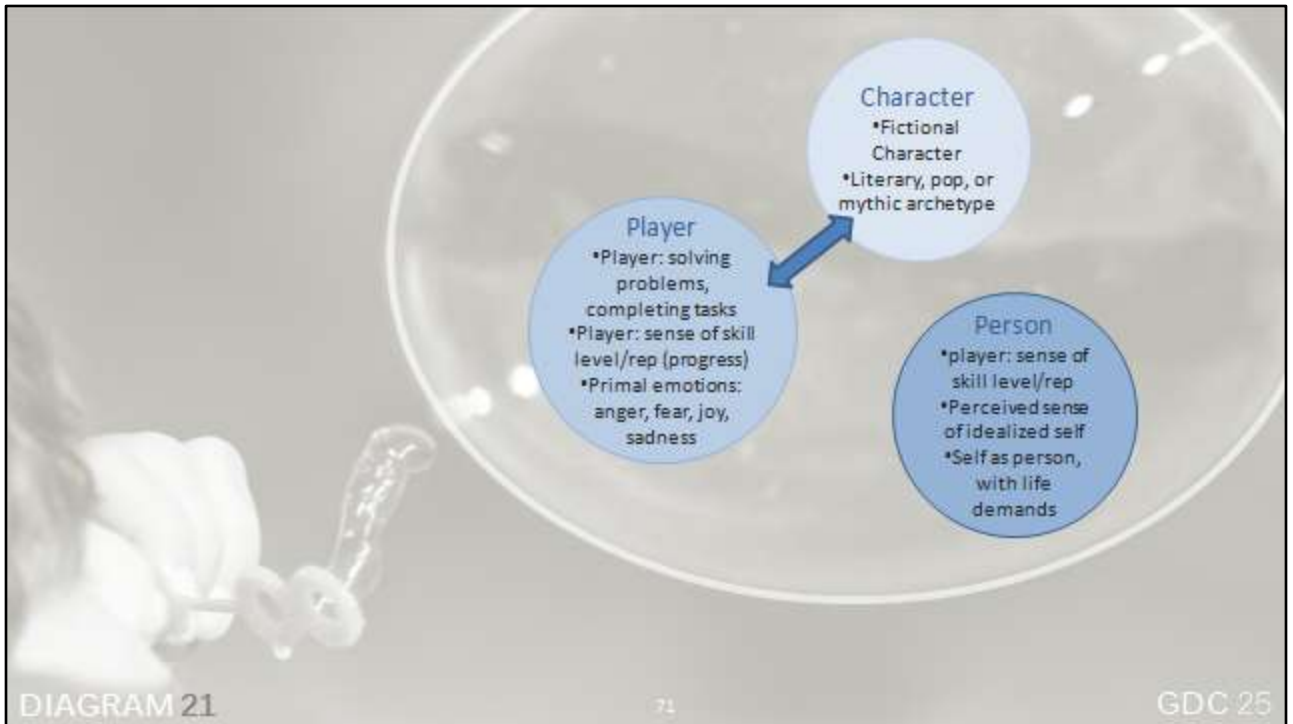 Character
•Fictional
Character
•Literary, pop, or
mythic archetype
Player
•Player: solving
problems,
completing tasks
•Player: sense of skill
level/rep (progress)
•Primal emotions:
anger, fear, joy,
sadness
Person
•player: sense of
skill level/rep
•Perceived sense
of idealized self
•Self as person,
with life
demands
DIAGRAM 21
71
GDC 25